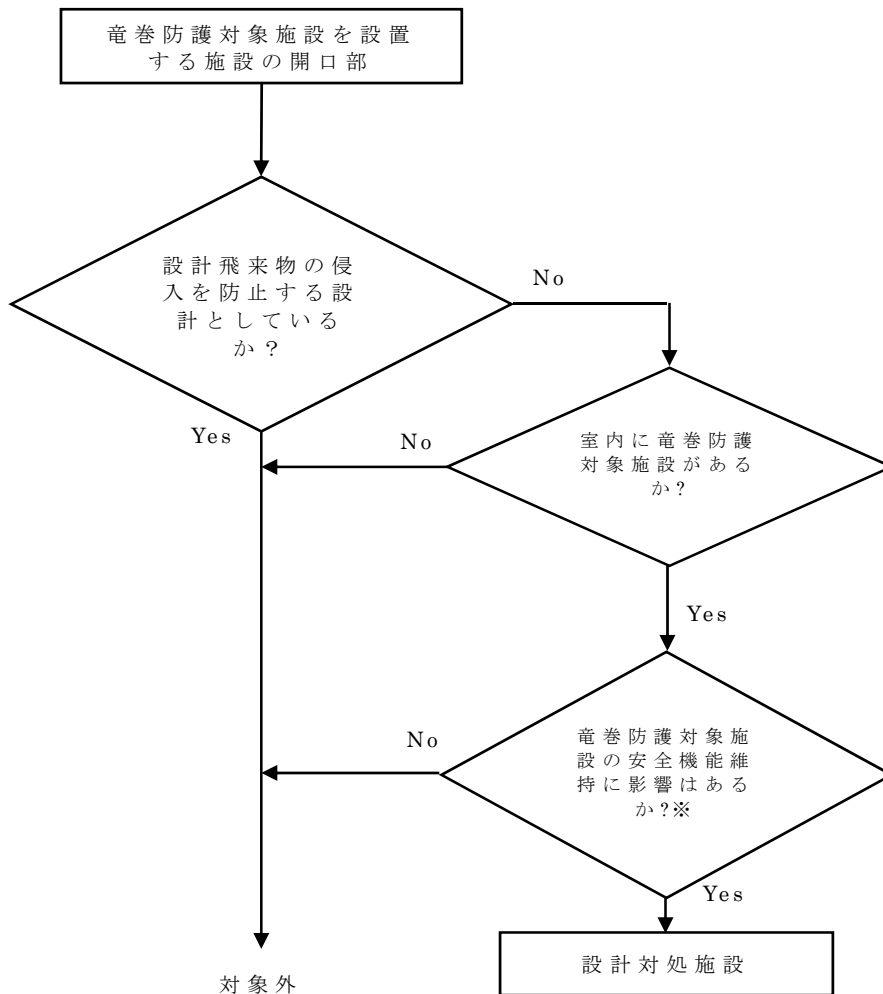 竜巻防護対象施設を設置
する施設の開口部
設計飛来物の侵
入を防止する設
計としている
か？
No
Yes
No
室内に竜巻防護
対象施設がある
か?
Yes
No
竜巻防護対象施
設の安全機能維
持に影響はある
か?※
Yes
設計対処施設
対象外